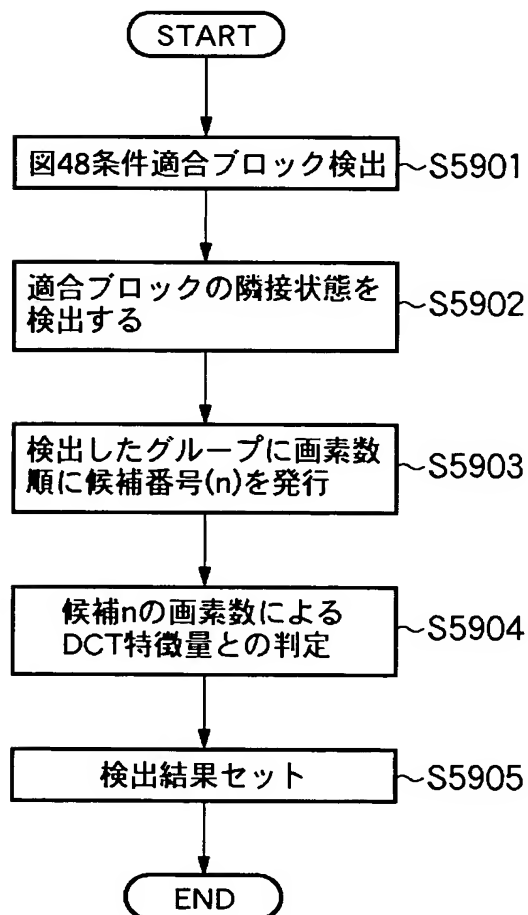 START
図48条件適合ブロック検出 ~S5901
適合ブロックの隣接状態を
検出する
~S5902
検出したグループに画素数
順に候補番号(n)を発行
~S5903
候補nの画素数による
DCT特徴量との判定
~S5904
検出結果セット ~S5905
END